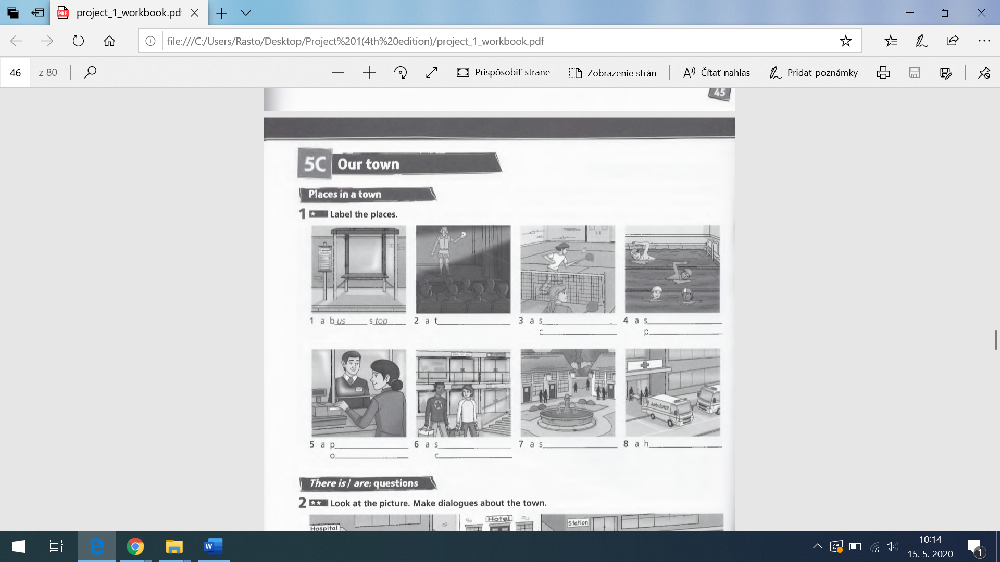 project_1_workbook.pd
file:///C:/Users/Rasto/Desktop/Project%201(4th%20edition)/project_1_workbook.pdf
46 z 80
Prispôsobiť strane
Zobrazenie strán
Čítať nahlas
Pridať poznámky
45
5C Our town
Places in a town
1 Label the places.
1 a bus stop
2 a t
3 a s
c
4 a s
p
Ambulance
5 a p
o
6 a s
c
7 a s
8 a h
There is / are: questions
2 Look at the picture. Make dialogues about the town.
Hospital
Hotel
Station
10:14
15. 5. 2020
1